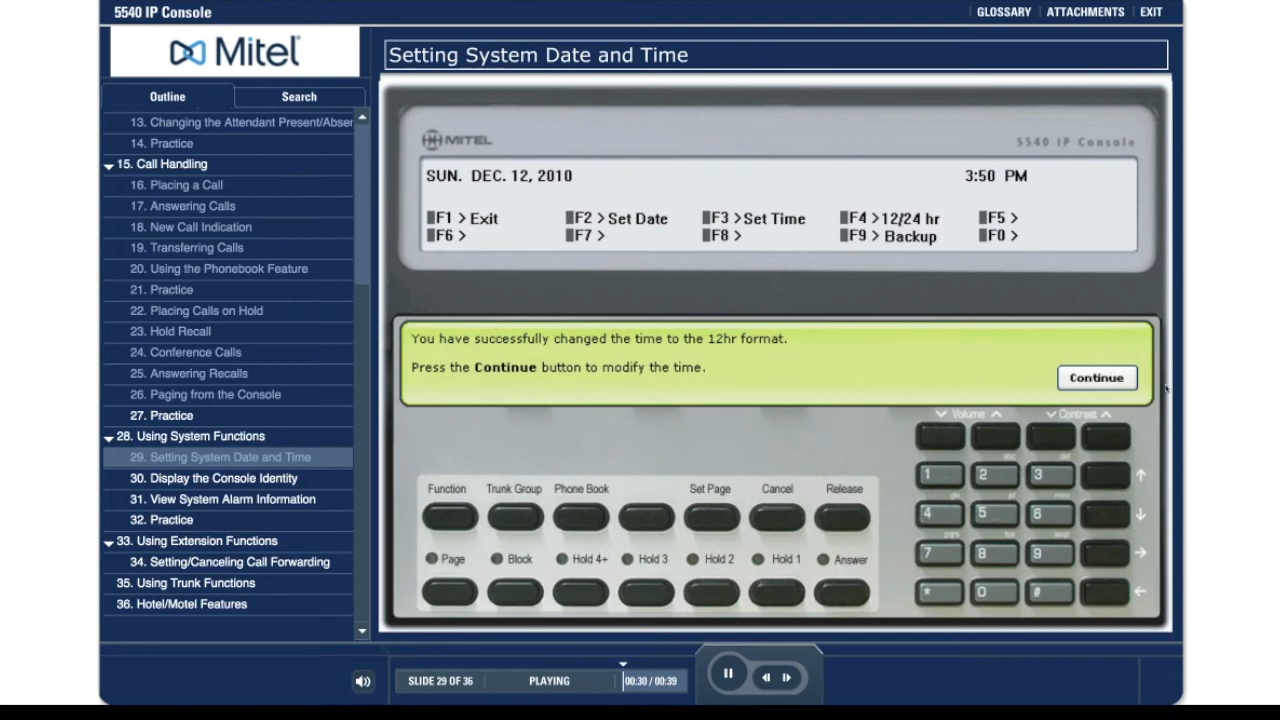 5540 IP Console
GLOSSARY ATTACHMENTS EXIT
Mitel
Setting System Date and Time
Outline Search
13. Changing the Attendant Present/Abser
14. Practice
15. Call Handling
16. Placing a Call
17. Answering Calls
18. New Call Indication
19. Transferring Calls
20. Using the Phonebook Feature
21. Practice
22. Placing Calls on Hold
23. Hold Recall
24. Conference Calls
25. Answering Recalls
26. Paging from the Console
27. Practice
28. Using System Functions
29. Setting System Date and Time
30. Display the Console Identity
31. View System Alarm Information
32. Practice
33. Using Extension Functions
34. Setting/Canceling Call Forwarding
35. Using Trunk Functions
36. Hotel/Motel Features
MITEL 5540 IP Console
SUN. DEC. 12, 2010 3:50 PM
F1 > Exit F2 > Set Date F3 > Set Time F4 > 12/24 hr F5 >
F6 > F7 > F8 > F9 > Backup F0 >
You have successfully changed the time to the 12hr format.
Press the Continue button to modify the time.
Continue
Volume Contrast
1 2 3
Function Trunk Group Phone Book Set Page Cancel Release
4 5 6
7 8 9
Page Block Hold 4+ Hold 3 Hold 2 Hold 1 Answer
* 0 #
SLIDE 29 OF 36 PLAYING 00:30 / 00:39